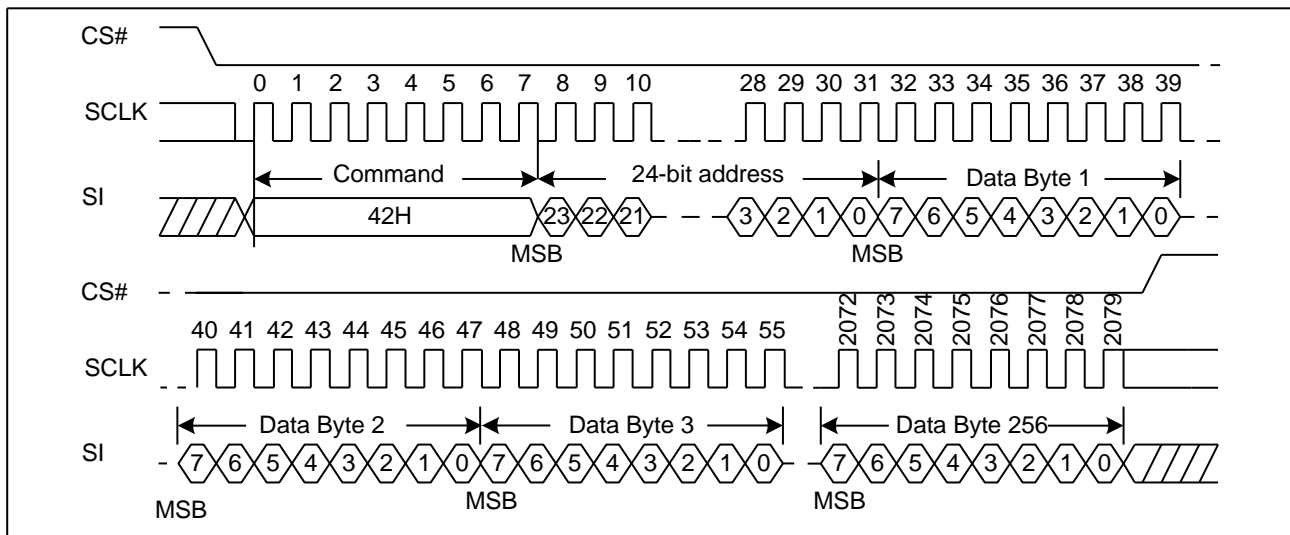 CS#
0 1 2 3 4 5 6 7 8 9 10 28 29 30 31 32 33 34 35 36 37 38 39
SCLK
Command 24-bit address Data Byte 1
SI
42H 23 22 21 3 2 1 0 7 6 5 4 3 2 1 0
MSB MSB
CS#
40 41 42 43 44 45 46 47 48 49 50 51 52 53 54 55 2072 2073 2074 2075 2076 2077 2078 2079
SCLK
Data Byte 2 Data Byte 3 Data Byte 256
SI
7 6 5 4 3 2 1 0 7 6 5 4 3 2 1 0 7 6 5 4 3 2 1 0
MSB MSB MSB